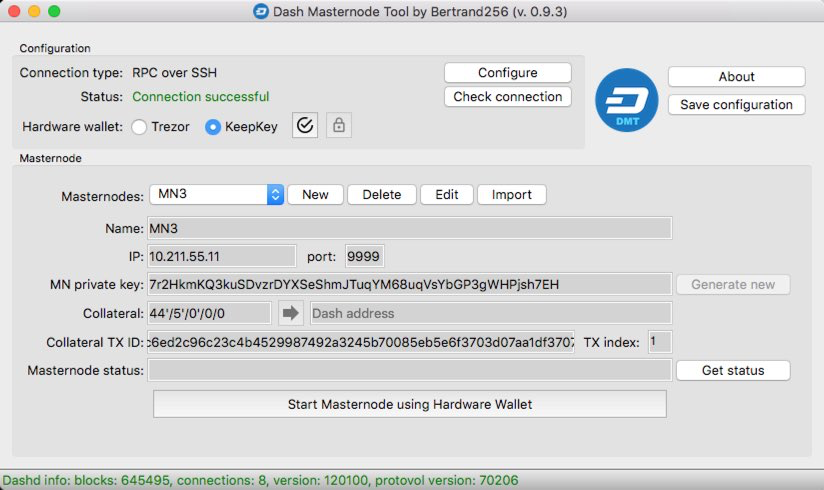 Dash Masternode Tool by Bertrand256 (v. 0.9.3)
Configuration
Connection type: RPC over SSH
Configure
About
Status: Connection successful
Check connection
Save configuration
Hardware wallet: Trezor KeepKey
DMT
Masternode
Masternodes: MN3 New Delete Edit Import
Name: MN3
IP: 10.211.55.11 port: 9999
MN private key: 7r2HkmKQ3kuSDvzrDYXSeShmJTuqYM68uqVsYbGP3gWHPjsh7EH Generate new
Collateral: 44'/5'/0'/0/0 Dash address
Collateral TX ID: c6ed2c96c23c4b4529987492a3245b70085eb5e6f3703d07aa1df3707 TX index: 1
Masternode status: Get status
Start Masternode using Hardware Wallet
Dashd info: blocks: 645495, connections: 8, version: 120100, protovol version: 70206